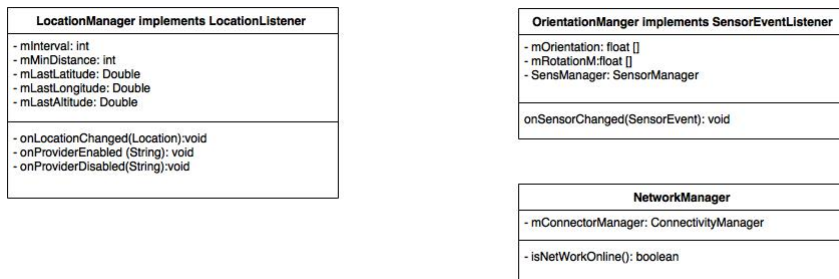 LocationManager implements LocationListener
- mInterval: int
- mMinDistance: int
- mLastLatitude: Double
- mLastLongitude: Double
- mLastAltitude: Double
- onLocationChanged(Location):void
- onProviderEnabled (String): void
- onProviderDisabled(String):void
OrientationManger implements SensorEventListener
- mOrientation: float []
- mRotationM:float []
- SensManager: SensorManager
onSensorChanged(SensorEvent): void
NetworkManager
- mConnectorManager: ConnectivityManager
- isNetWorkOnline(): boolean